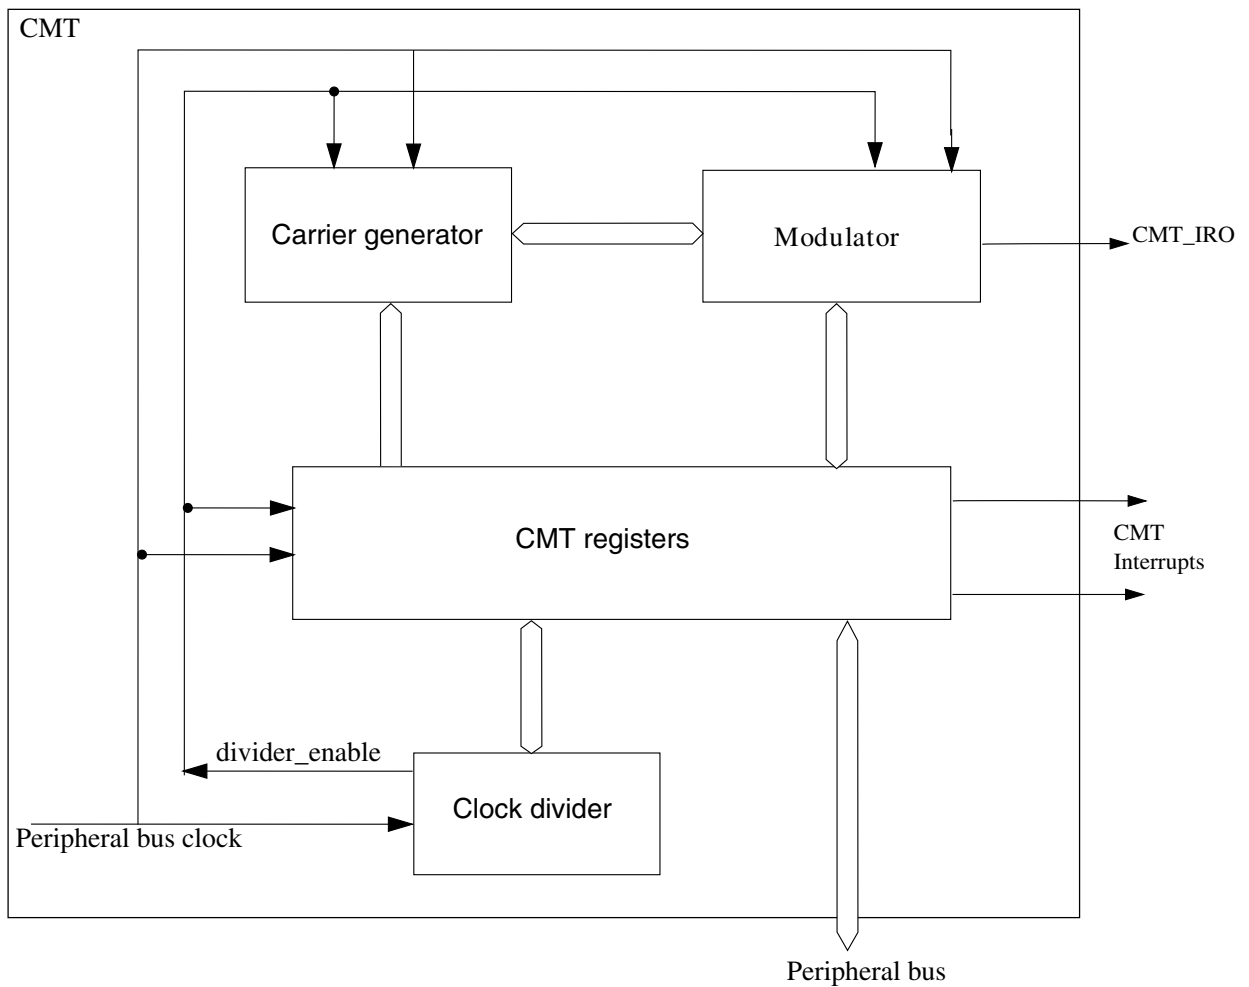 CMT
Carrier generator
Modulator
CMT_IRO
CMT registers
CMT
Interrupts
divider_enable
Clock divider
Peripheral bus clock
Peripheral bus